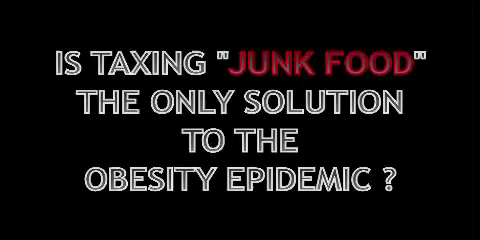 IS TAXING "JUNK FOOD"
THE ONLY SOLUTION
TO THE
OBESITY EPIDEMIC ?